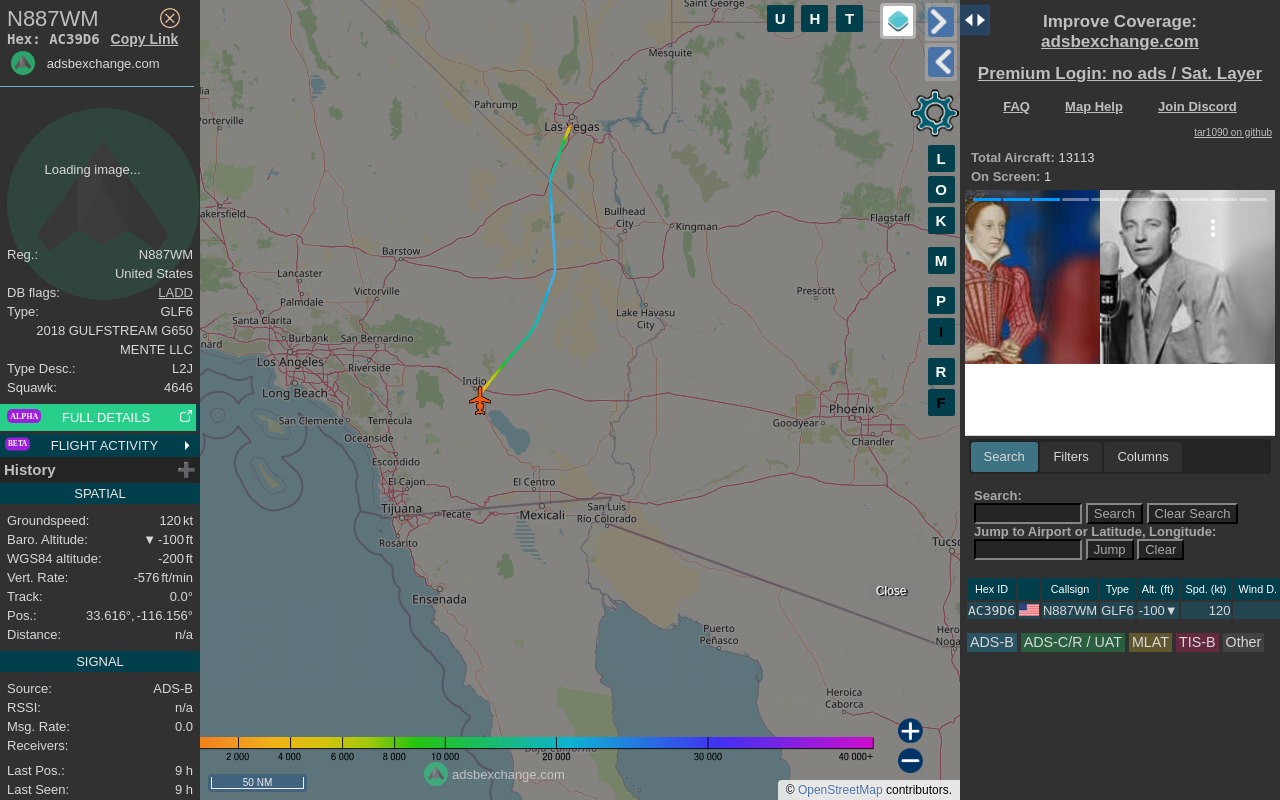 N887WM
Hex: AC39D6 Copy Link
adsbexchange.com
Loading image...
Reg.: N887WM
United States
DB flags: LADD
Type: GLF6
2018 GULFSTREAM G650
MENTE LLC
Type Desc.: L2J
Squawk: 4646
ALPHA FULL DETAILS
BETA FLIGHT ACTIVITY
History
SPATIAL
Groundspeed: 120 kt
Baro. Altitude: ▼ -100 ft
WGS84 altitude: -200 ft
Vert. Rate: -576 ft/min
Track: 0.0°
Pos.: 33.616°, -116.156°
Distance: n/a
SIGNAL
Source: ADS-B
RSSI: n/a
Msg. Rate: 0.0
Receivers:
Last Pos.: 9 h
Last Seen: 9 h
U H T
L
O
K
M
P
I
R
F
Saint George
Mesquite
Pahrump
Las Vegas
Porterville
Bullhead
City
Kingman
Flagstaff
akersfield
Barstow
Lancaster
Victorville
Palmdale
Prescott
Lake Havasu
City
Santa Clarita
nard
Burbank
San Bernardino
Los Angeles
Riverside
Indio
Long Beach
Phoenix
San Clemente
Temecula
Goodyear
Oceanside
Chandler
Escondido
El Cajon
El Centro
Tijuana
Tecate
Mexicali
San Luis
Río Colorado
Rosarito
Tucso
Ensenada
Close
Puerto
Peñasco
Hero
Noga
Heroica
Caborca
Baja California
2 000 4 000 6 000 8 000 10 000 20 000 30 000 40 000+
adsbexchange.com
50 NM
© OpenStreetMap contributors.
Improve Coverage:
adsbexchange.com
Premium Login: no ads / Sat. Layer
FAQ Map Help Join Discord
tar1090 on github
Total Aircraft: 13113
On Screen: 1
CBS
Search Filters Columns
Search:
Search Clear Search
Jump to Airport or Latitude, Longitude:
Jump Clear
Hex ID Callsign Type Alt. (ft) Spd. (kt) Wind D.
AC39D6 N887WM GLF6 -100▼ 120
ADS-B ADS-C/R / UAT MLAT TIS-B Other